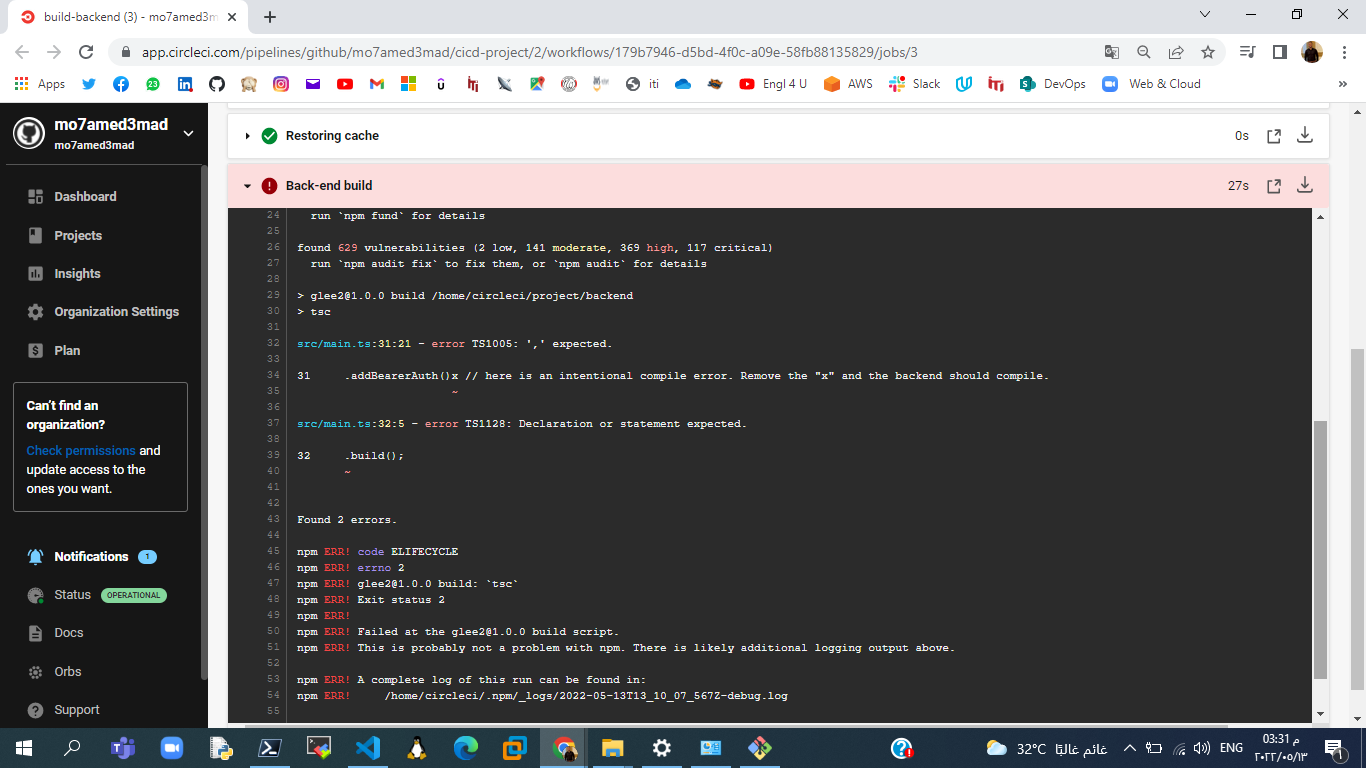 build-backend (3) - mo7amed3m
app.circleci.com/pipelines/github/mo7amed3mad/cicd-project/2/workflows/179b7946-d5bd-4f0c-a09e-58fb88135829/jobs/3
Apps
23
iti
Engl 4 U
AWS
Slack
DevOps
Web & Cloud
mo7amed3mad
mo7amed3mad
Dashboard
Projects
Insights
Organization Settings
Plan
Can't find an
organization?
Check permissions and
update access to the
ones you want.
Notifications 1
Status OPERATIONAL
Docs
Orbs
Support
Restoring cache 0s
Back-end build 27s
24 run `npm fund` for details
25
26 found 629 vulnerabilities (2 low, 141 moderate, 369 high, 117 critical)
27 run `npm audit fix` to fix them, or `npm audit` for details
28
29 > glee2@1.0.0 build /home/circleci/project/backend
30 > tsc
31
32 src/main.ts:31:21 - error TS1005: ',' expected.
33
34 31 .addBearerAuth()x // here is an intentional compile error. Remove the "x" and the backend should compile.
35 ~
36
37 src/main.ts:32:5 - error TS1128: Declaration or statement expected.
38
39 32 .build();
40 ~
41
42
43 Found 2 errors.
44
45 npm ERR! code ELIFECYCLE
46 npm ERR! errno 2
47 npm ERR! glee2@1.0.0 build: `tsc`
48 npm ERR! Exit status 2
49 npm ERR!
50 npm ERR! Failed at the glee2@1.0.0 build script.
51 npm ERR! This is probably not a problem with npm. There is likely additional logging output above.
52
53 npm ERR! A complete log of this run can be found in:
54 npm ERR! /home/circleci/.npm/_logs/2022-05-13T13_10_07_567Z-debug.log
55
32°C غائم غالبًا
ENG
03:31 م
٢٠٢٢/٠٥/١٣
1